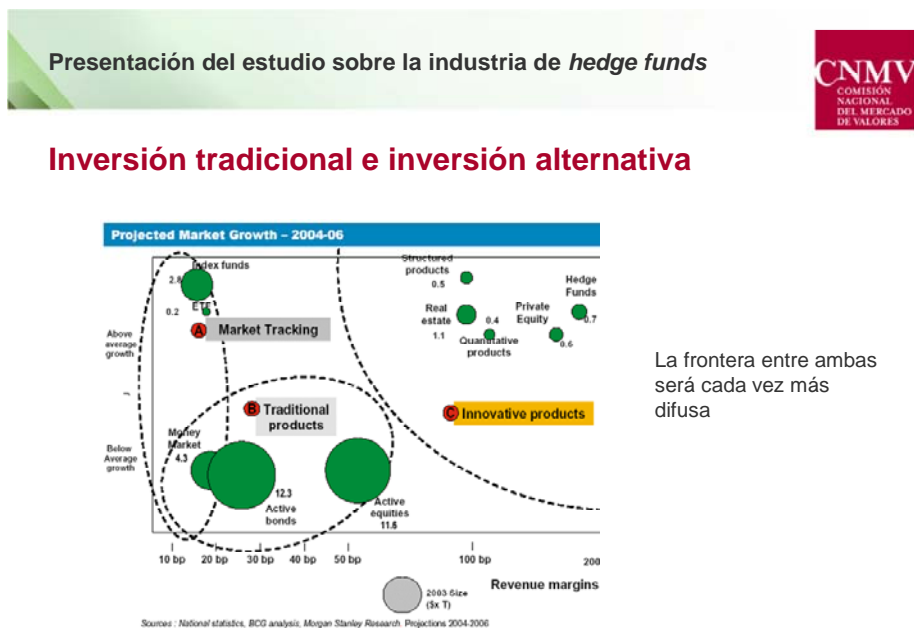 Presentación del estudio sobre la industria de hedge funds
CNMV
COMISIÓN
NACIONAL
DEL MERCADO
DE VALORES
Inversión tradicional e inversión alternativa
Projected Market Growth – 2004-06
Index funds
2.8
ETF
0.2
A Market Tracking
Above
average
growth
Structured
products
0.5
Real
estate
1.1
0.4
Quantitative
products
Private
Equity
0.6
Hedge
Funds
0.7
La frontera entre ambas
será cada vez más
difusa
B Traditional
products
C Innovative products
Money
Market
4.3
Below
Average
growth
12.3
Active
bonds
Active
equities
11.6
10 bp 20 bp 30 bp 40 bp 50 bp 100 bp 200
Revenue margins
2003 Size
($x T)
Sources : National statistics, BCG analysis, Morgan Stanley Research. Projections 2004-2006